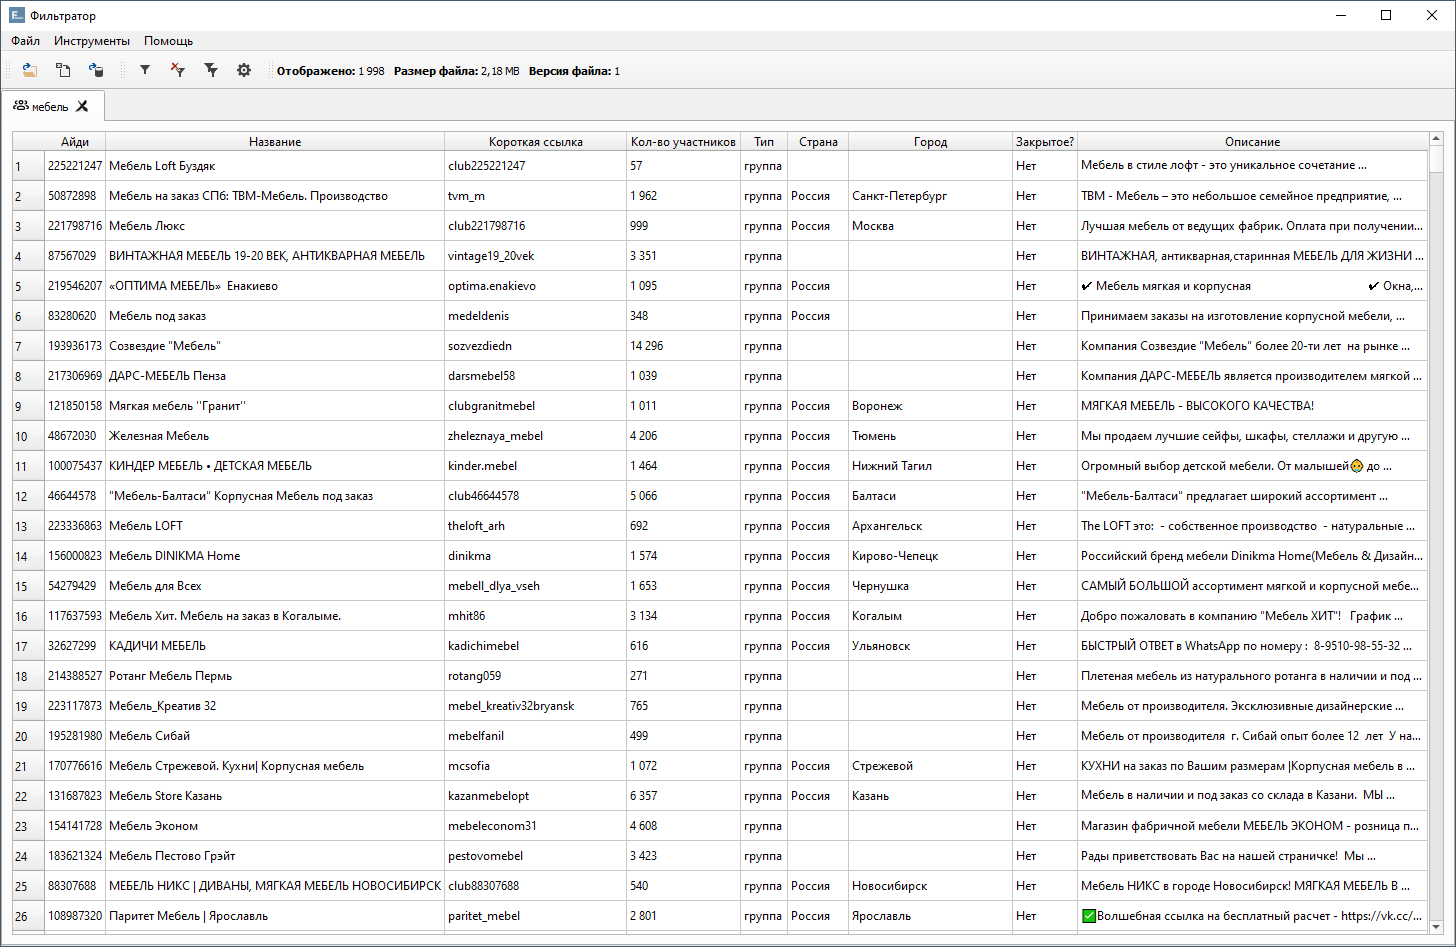 Фильтратор
Файл Инструменты Помощь
Отображено: 1 998 Размер файла: 2,18 MB Версия файла: 1
мебель
Айди Название Короткая ссылка Кол-во участников Тип Страна Город Закрытое? Описание
1 225221247 Мебель Loft Буздяк club225221247 57 группа Нет Мебель в стиле лофт - это уникальное сочетание ...
2 50872898 Мебель на заказ СПб: ТВМ-Мебель. Производство tvm_m 1 962 группа Россия Санкт-Петербург Нет ТВМ - Мебель – это небольшое семейное предприятие, ...
3 221798716 Мебель Люкс club221798716 999 группа Россия Москва Нет Лучшая мебель от ведущих фабрик. Оплата при получении...
4 87567029 ВИНТАЖНАЯ МЕБЕЛЬ 19-20 ВЕК, АНТИКВАРНАЯ МЕБЕЛЬ vintage19_20vek 3 351 группа Нет ВИНТАЖНАЯ, антикварная,старинная МЕБЕЛЬ ДЛЯ ЖИЗНИ ...
5 219546207 «ОПТИМА МЕБЕЛЬ» Енакиево optima.enakievo 1 095 группа Россия Нет ✔ Мебель мягкая и корпусная ✔ Окна,...
6 83280620 Мебель под заказ medeldenis 348 группа Россия Нет Принимаем заказы на изготовление корпусной мебели, ...
7 193936173 Созвездие "Мебель" sozvezdiedn 14 296 группа Нет Компания Созвездие "Мебель" более 20-ти лет на рынке ...
8 217306969 ДАРС-МЕБЕЛЬ Пенза darsmebel58 1 039 группа Нет Компания ДАРС-МЕБЕЛЬ является производителем мягкой ...
9 121850158 Мягкая мебель ''Гранит'' clubgranitmebel 1 011 группа Россия Воронеж Нет МЯГКАЯ МЕБЕЛЬ - ВЫСОКОГО КАЧЕСТВА!
10 48672030 Железная Мебель zheleznaya_mebel 4 206 группа Россия Тюмень Нет Мы продаем лучшие сейфы, шкафы, стеллажи и другую ...
11 100075437 КИНДЕР МЕБЕЛЬ • ДЕТСКАЯ МЕБЕЛЬ kinder.mebel 1 464 группа Россия Нижний Тагил Нет Огромный выбор детской мебели. От малышей👶 до ...
12 46644578 "Мебель-Балтаси" Корпусная Мебель под заказ club46644578 5 066 группа Россия Балтаси Нет "Мебель-Балтаси" предлагает широкий ассортимент ...
13 223336863 Мебель LOFT theloft_arh 692 группа Россия Архангельск Нет The LOFT это: - собственное производство - натуральные ...
14 156000823 Мебель DINIKMA Home dinikma 1 574 группа Россия Кирово-Чепецк Нет Российский бренд мебели Dinikma Home(Мебель & Дизайн...
15 54279429 Мебель для Всех mebell_dlya_vseh 1 653 группа Россия Чернушка Нет САМЫЙ БОЛЬШОЙ ассортимент мягкой и корпусной мебе...
16 117637593 Мебель Хит. Мебель на заказ в Когалыме. mhit86 3 134 группа Россия Когалым Нет Добро пожаловать в компанию "Мебель ХИТ"! График ...
17 32627299 КАДИЧИ МЕБЕЛЬ kadichimebel 616 группа Россия Ульяновск Нет БЫСТРЫЙ ОТВЕТ в WhatsApp по номеру : 8-9510-98-55-32 ...
18 214388527 Ротанг Мебель Пермь rotang059 271 группа Нет Плетеная мебель из натурального ротанга в наличии и под ...
19 223117873 Мебель_Креатив 32 mebel_kreativ32bryansk 765 группа Нет Мебель от производителя. Эксклюзивные дизайнерские ...
20 195281980 Мебель Сибай mebelfanil 499 группа Нет Мебель от производителя г. Сибай опыт более 12 лет У на...
21 170776616 Мебель Стрежевой. Кухни| Корпусная мебель mcsofia 1 072 группа Россия Стрежевой Нет КУХНИ на заказ по Вашим размерам |Корпусная мебель в ...
22 131687823 Мебель Store Казань kazanmebelopt 6 357 группа Россия Казань Нет Мебель в наличии и под заказ со склада в Казани. МЫ ...
23 154141728 Мебель Эконом mebeleconom31 4 608 группа Нет Магазин фабричной мебели МЕБЕЛЬ ЭКОНОМ - розница п...
24 183621324 Мебель Пестово Грэйт pestovomebel 3 423 группа Нет Рады приветствовать Вас на нашей страничке! Мы ...
25 88307688 МЕБЕЛЬ НИКС | ДИВАНЫ, МЯГКАЯ МЕБЕЛЬ НОВОСИБИРСК club88307688 540 группа Россия Новосибирск Нет Мебель НИКС в городе Новосибирск! МЯГКАЯ МЕБЕЛЬ В ...
26 108987320 Паритет Мебель | Ярославль paritet_mebel 2 801 группа Россия Ярославль Нет ✅Волшебная ссылка на бесплатный расчет - https://vk.cc/...